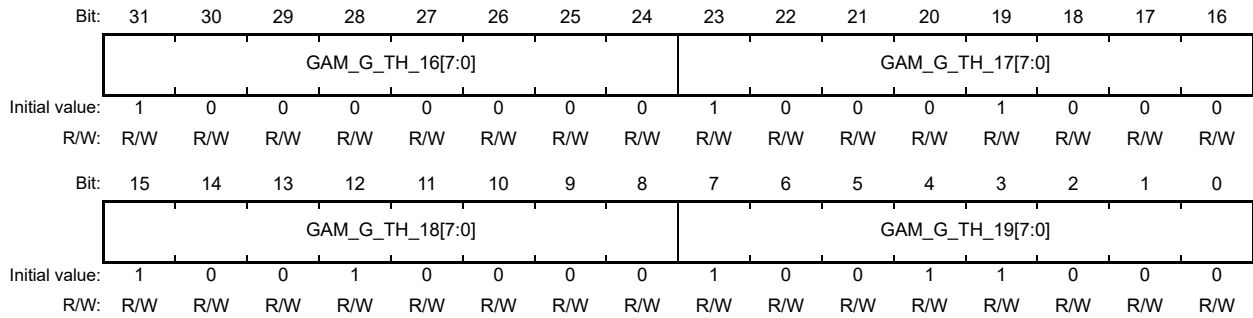 Bit: 31 30 29 28 27 26 25 24 23 22 21 20 19 18 17 16
GAM_G_TH_16[7:0] GAM_G_TH_17[7:0]
Initial value: 1 0 0 0 0 0 0 0 1 0 0 0 1 0 0 0
R/W: R/W R/W R/W R/W R/W R/W R/W R/W R/W R/W R/W R/W R/W R/W R/W R/W
Bit: 15 14 13 12 11 10 9 8 7 6 5 4 3 2 1 0
GAM_G_TH_18[7:0] GAM_G_TH_19[7:0]
Initial value: 1 0 0 1 0 0 0 0 1 0 0 1 1 0 0 0
R/W: R/W R/W R/W R/W R/W R/W R/W R/W R/W R/W R/W R/W R/W R/W R/W R/W